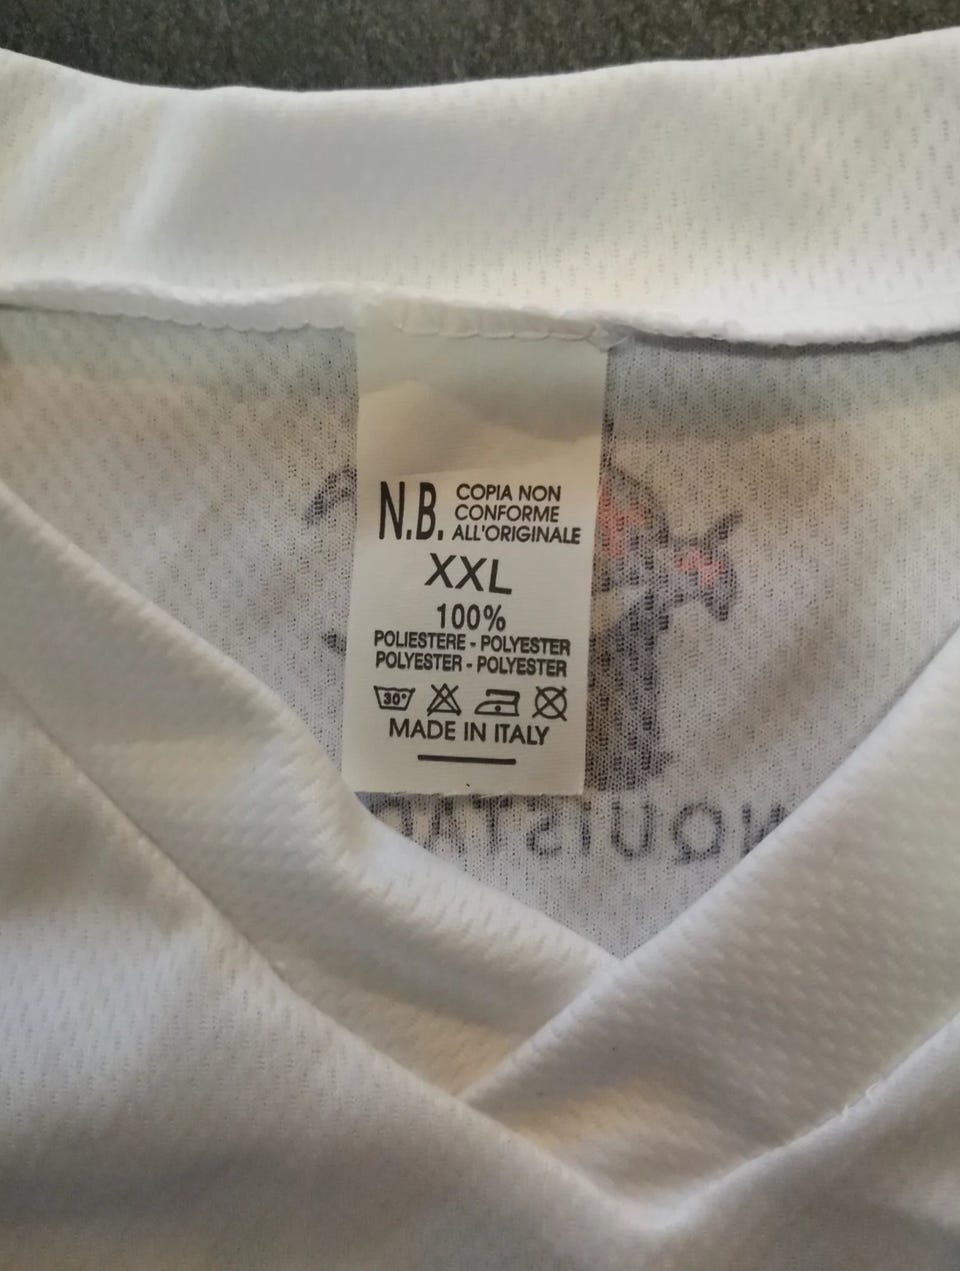 N.B. COPIA NON
CONFORME
ALL'ORIGINALE
XXL
100%
POLIESTERE - POLYESTER
POLYESTER - POLYESTER
30°
MADE IN ITALY